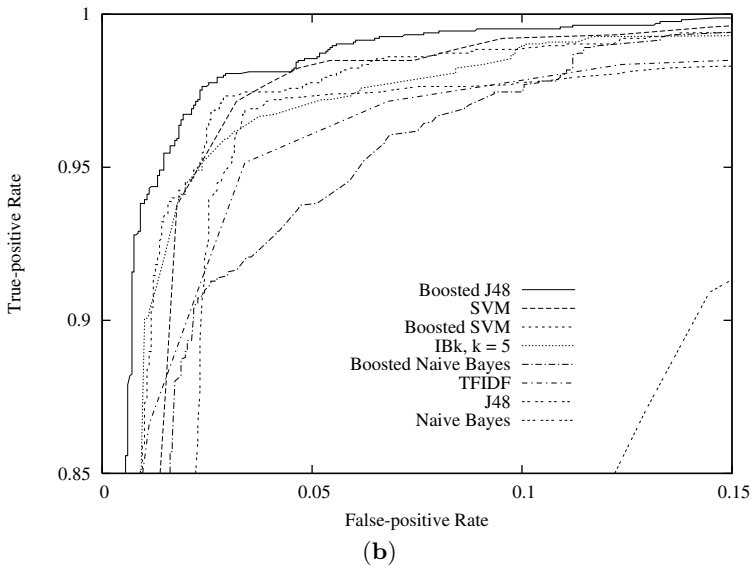 1
0.95
0.9
0.85
True-positive Rate
Boosted J48
SVM
Boosted SVM
IBk, k = 5
Boosted Naive Bayes
TFIDF
J48
Naive Bayes
0 0.05 0.1 0.15
False-positive Rate
(b)